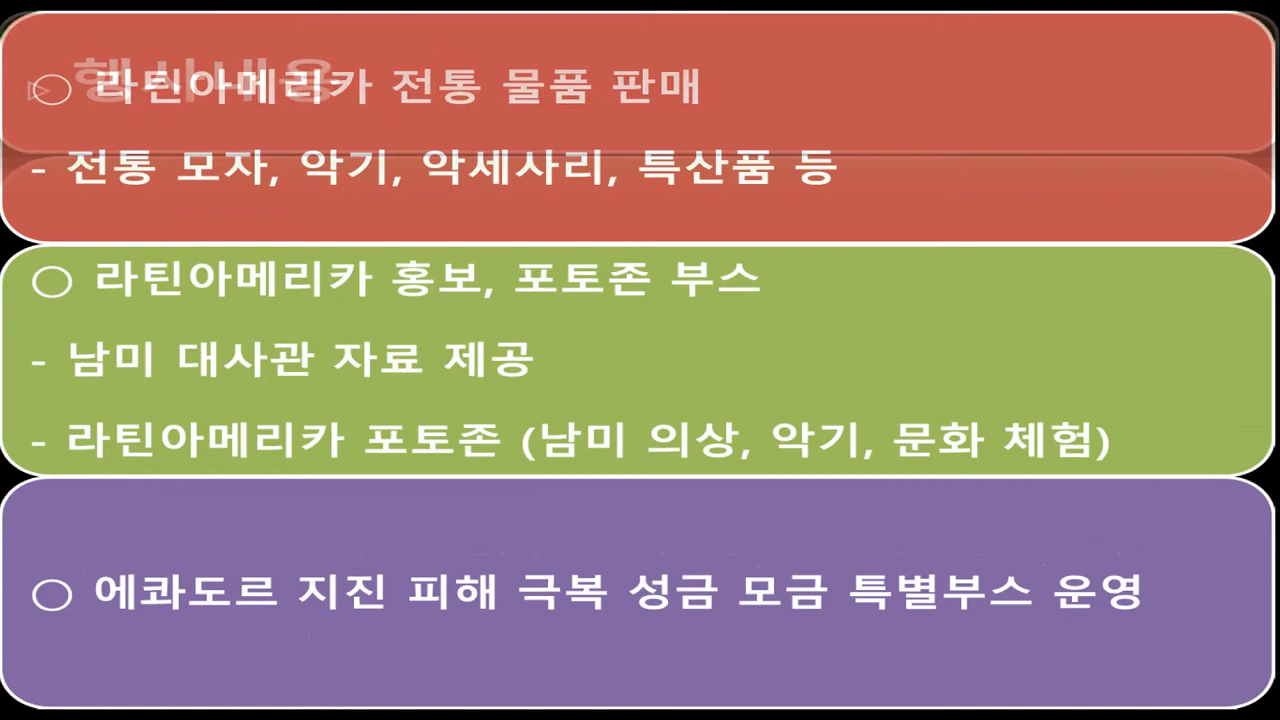 ▷ 행사내용
○ 라틴아메리카 전통 물품 판매
- 전통 모자, 악기, 악세사리, 특산품 등
○ 라틴아메리카 홍보, 포토존 부스
- 남미 대사관 자료 제공
- 라틴아메리카 포토존 (남미 의상, 악기, 문화 체험)
○ 에콰도르 지진 피해 극복 성금 모금 특별부스 운영